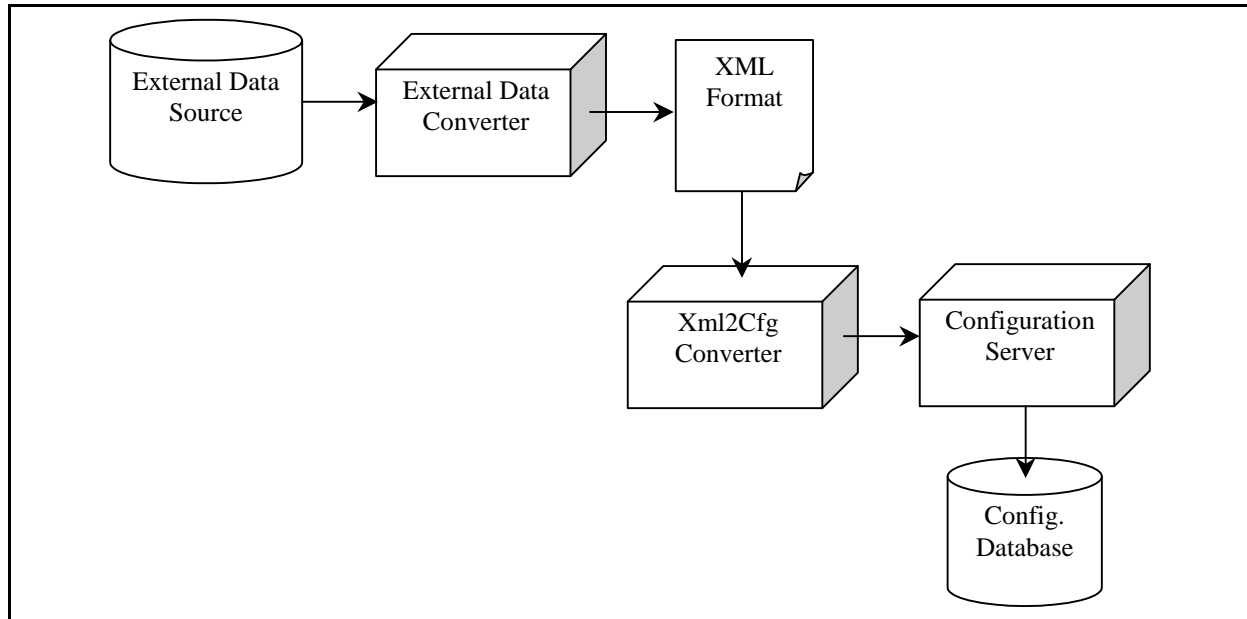 External Data
Source
External Data
Converter
XML
Format
Xml2Cfg
Converter
Configuration
Server
Config.
Database